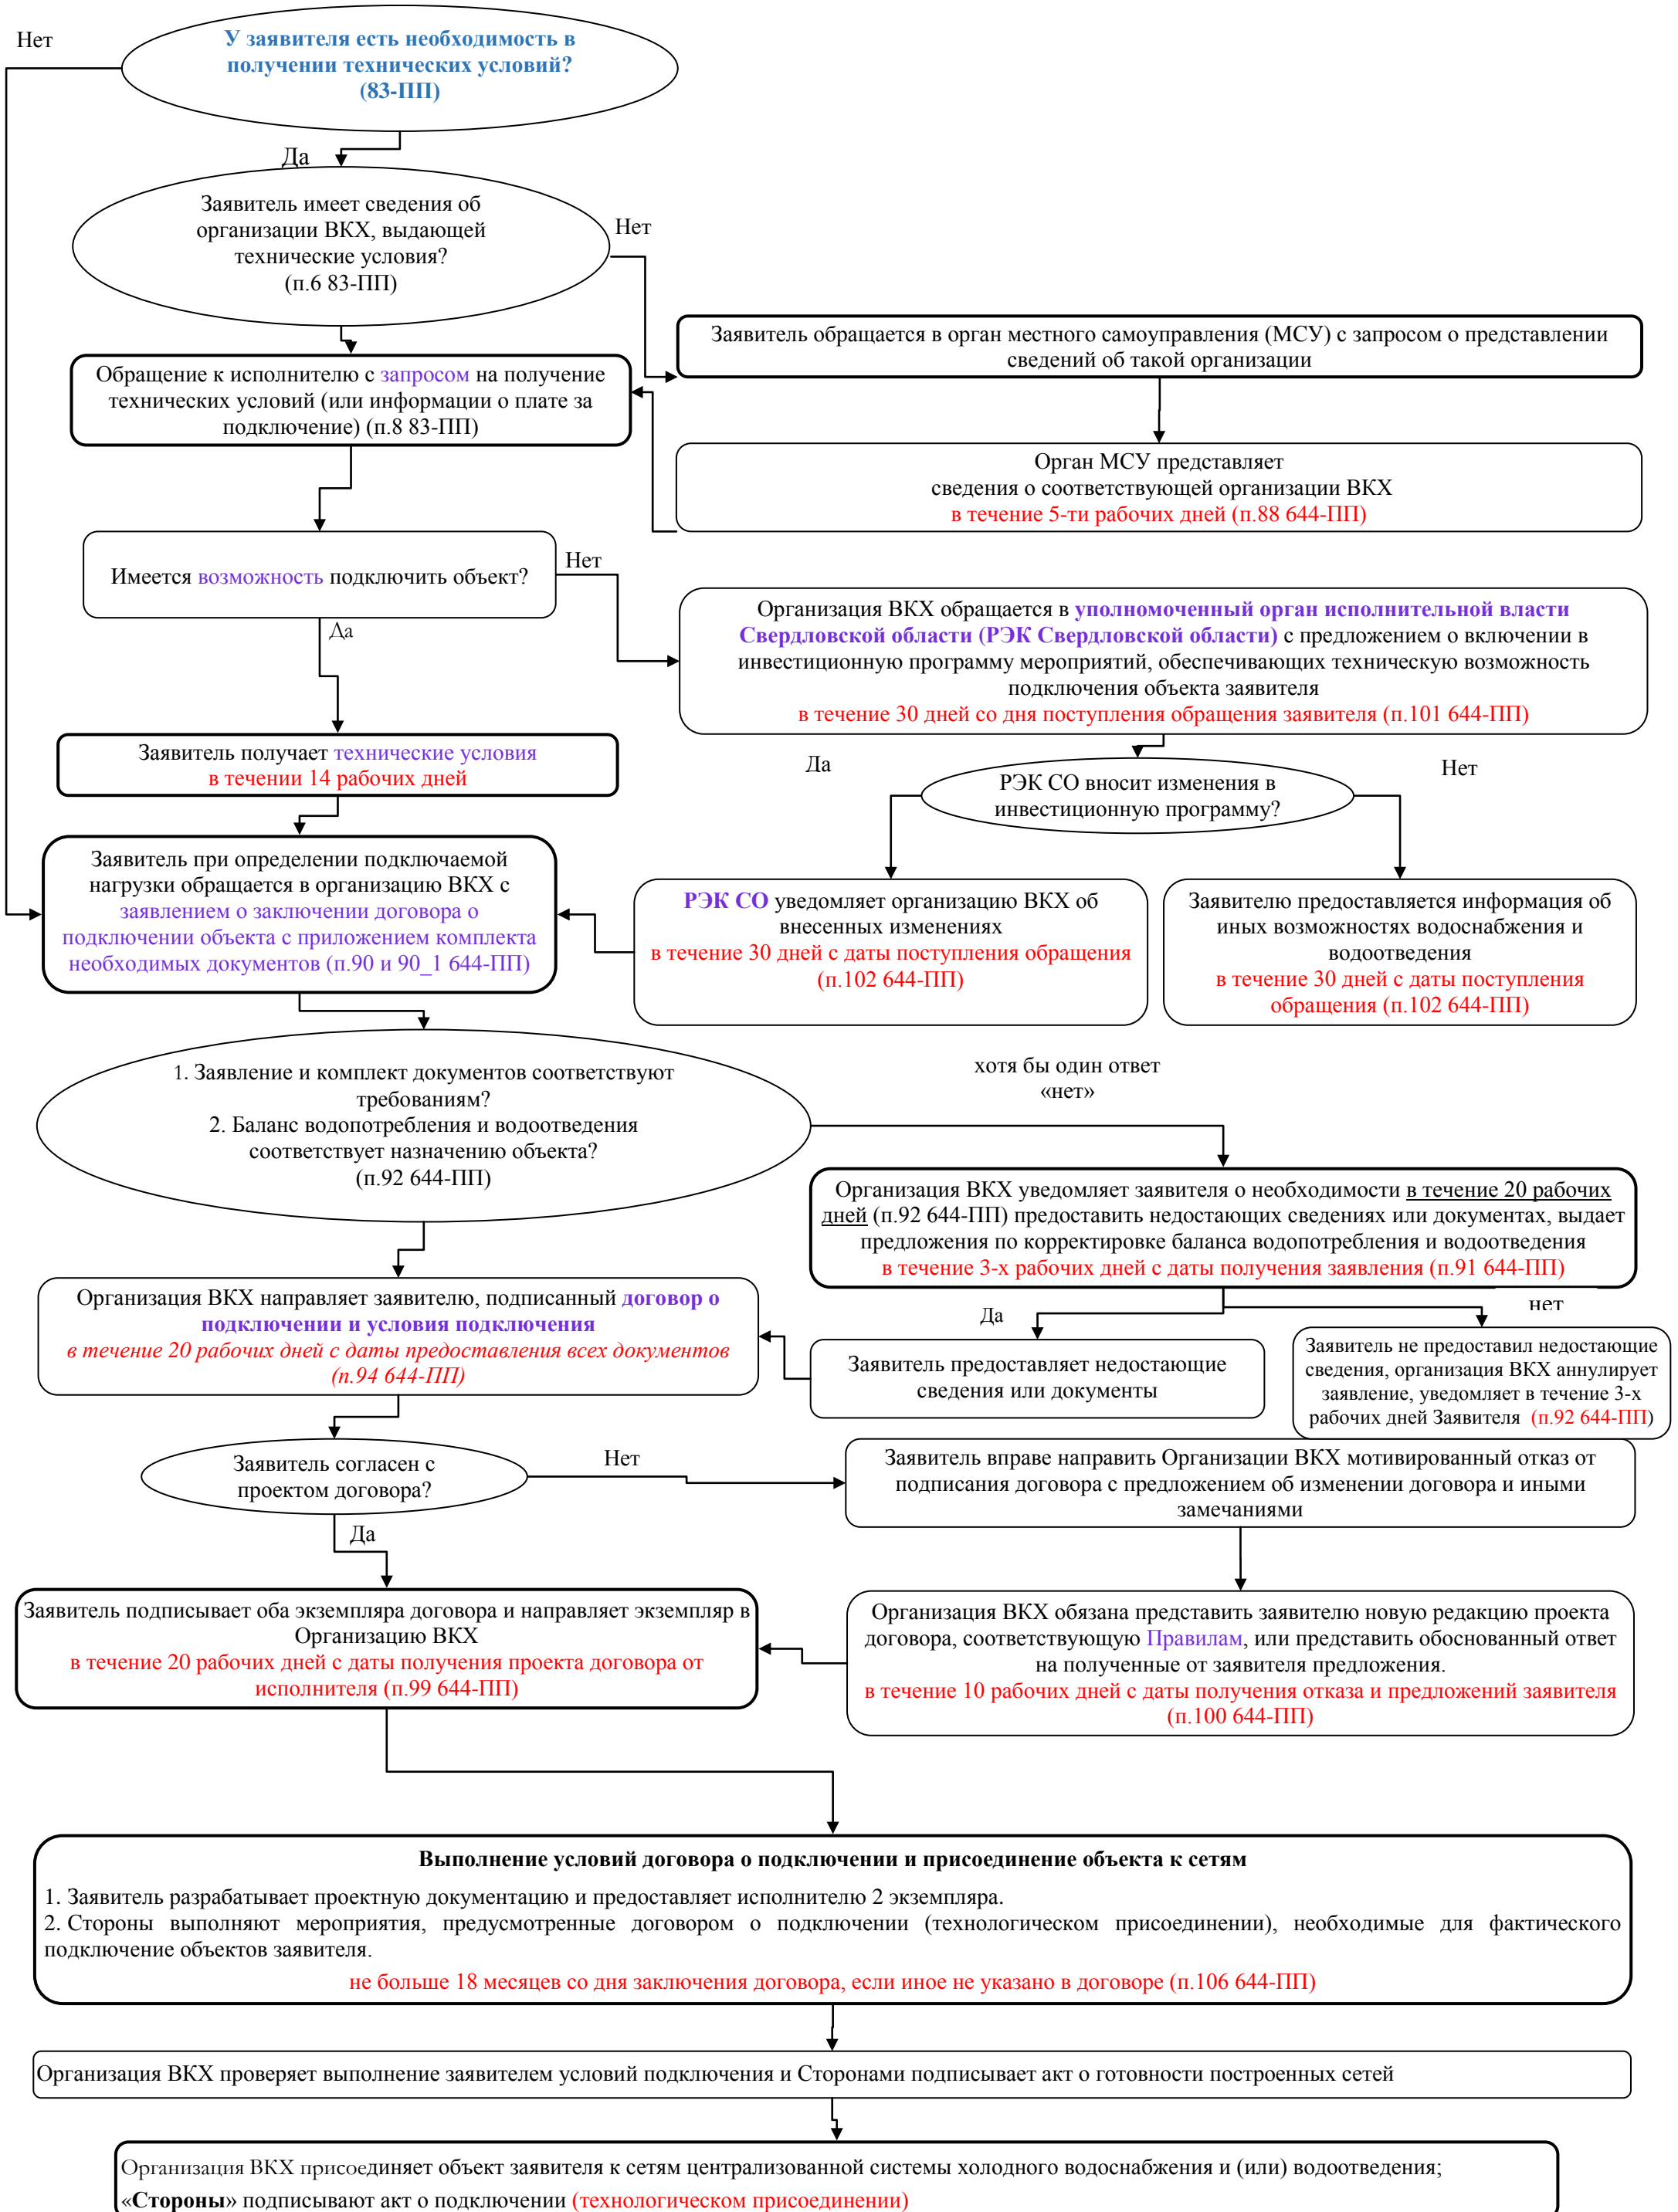 Нет
У заявителя есть необходимость в
получении технических условий?
(83-ПП)
Да
Заявитель имеет сведения об
организации ВКХ, выдающей
технические условия?
(п.6 83-ПП)
Нет
Заявитель обращается в орган местного самоуправления (МСУ) с запросом о представлении
сведений об такой организации
Обращение к исполнителю с запросом на получение
технических условий (или информации о плате за
подключение) (п.8 83-ПП)
Орган МСУ представляет
сведения о соответствующей организации ВКХ
в течение 5-ти рабочих дней (п.88 644-ПП)
Имеется возможность подключить объект?
Нет
Да
Организация ВКХ обращается в уполномоченный орган исполнительной власти
Свердловской области (РЭК Свердловской области) с предложением о включении в
инвестиционную программу мероприятий, обеспечивающих техническую возможность
подключения объекта заявителя
в течение 30 дней со дня поступления обращения заявителя (п.101 644-ПП)
Заявитель получает технические условия
в течении 14 рабочих дней
Да
РЭК СО вносит изменения в
инвестиционную программу?
Нет
Заявитель при определении подключаемой
нагрузки обращается в организацию ВКХ с
заявлением о заключении договора о
подключении объекта с приложением комплекта
необходимых документов (п.90 и 90_1 644-ПП)
РЭК СО уведомляет организацию ВКХ об
внесенных изменениях
в течение 30 дней с даты поступления обращения
(п.102 644-ПП)
Заявителю предоставляется информация об
иных возможностях водоснабжения и
водоотведения
в течение 30 дней с даты поступления
обращения (п.102 644-ПП)
1. Заявление и комплект документов соответствуют
требованиям?
2. Баланс водопотребления и водоотведения
соответствует назначению объекта?
(п.92 644-ПП)
хотя бы один ответ
«нет»
Организация ВКХ уведомляет заявителя о необходимости в течение 20 рабочих
дней (п.92 644-ПП) предоставить недостающих сведениях или документах, выдает
предложения по корректировке баланса водопотребления и водоотведения
в течение 3-х рабочих дней с даты получения заявления (п.91 644-ПП)
Организация ВКХ направляет заявителю, подписанный договор о
подключении и условия подключения
в течение 20 рабочих дней с даты предоставления всех документов
(п.94 644-ПП)
Да
нет
Заявитель предоставляет недостающие
сведения или документы
Заявитель не предоставил недостающие
сведения, организация ВКХ аннулирует
заявление, уведомляет в течение 3-х
рабочих дней Заявителя (п.92 644-ПП)
Заявитель согласен с
проектом договора?
Нет
Да
Заявитель вправе направить Организации ВКХ мотивированный отказ от
подписания договора с предложением об изменении договора и иными
замечаниями
Заявитель подписывает оба экземпляра договора и направляет экземпляр в
Организацию ВКХ
в течение 20 рабочих дней с даты получения проекта договора от
исполнителя (п.99 644-ПП)
Организация ВКХ обязана представить заявителю новую редакцию проекта
договора, соответствующую Правилам, или представить обоснованный ответ
на полученные от заявителя предложения.
в течение 10 рабочих дней с даты получения отказа и предложений заявителя
(п.100 644-ПП)
Выполнение условий договора о подключении и присоединение объекта к сетям
1. Заявитель разрабатывает проектную документацию и предоставляет исполнителю 2 экземпляра.
2. Стороны выполняют мероприятия, предусмотренные договором о подключении (технологическом присоединении), необходимые для фактического
подключение объектов заявителя.
не больше 18 месяцев со дня заключения договора, если иное не указано в договоре (п.106 644-ПП)
Организация ВКХ проверяет выполнение заявителем условий подключения и Сторонами подписывает акт о готовности построенных сетей
Организация ВКХ присоединяет объект заявителя к сетям централизованной системы холодного водоснабжения и (или) водоотведения;
«Стороны» подписывают акт о подключении (технологическом присоединении)